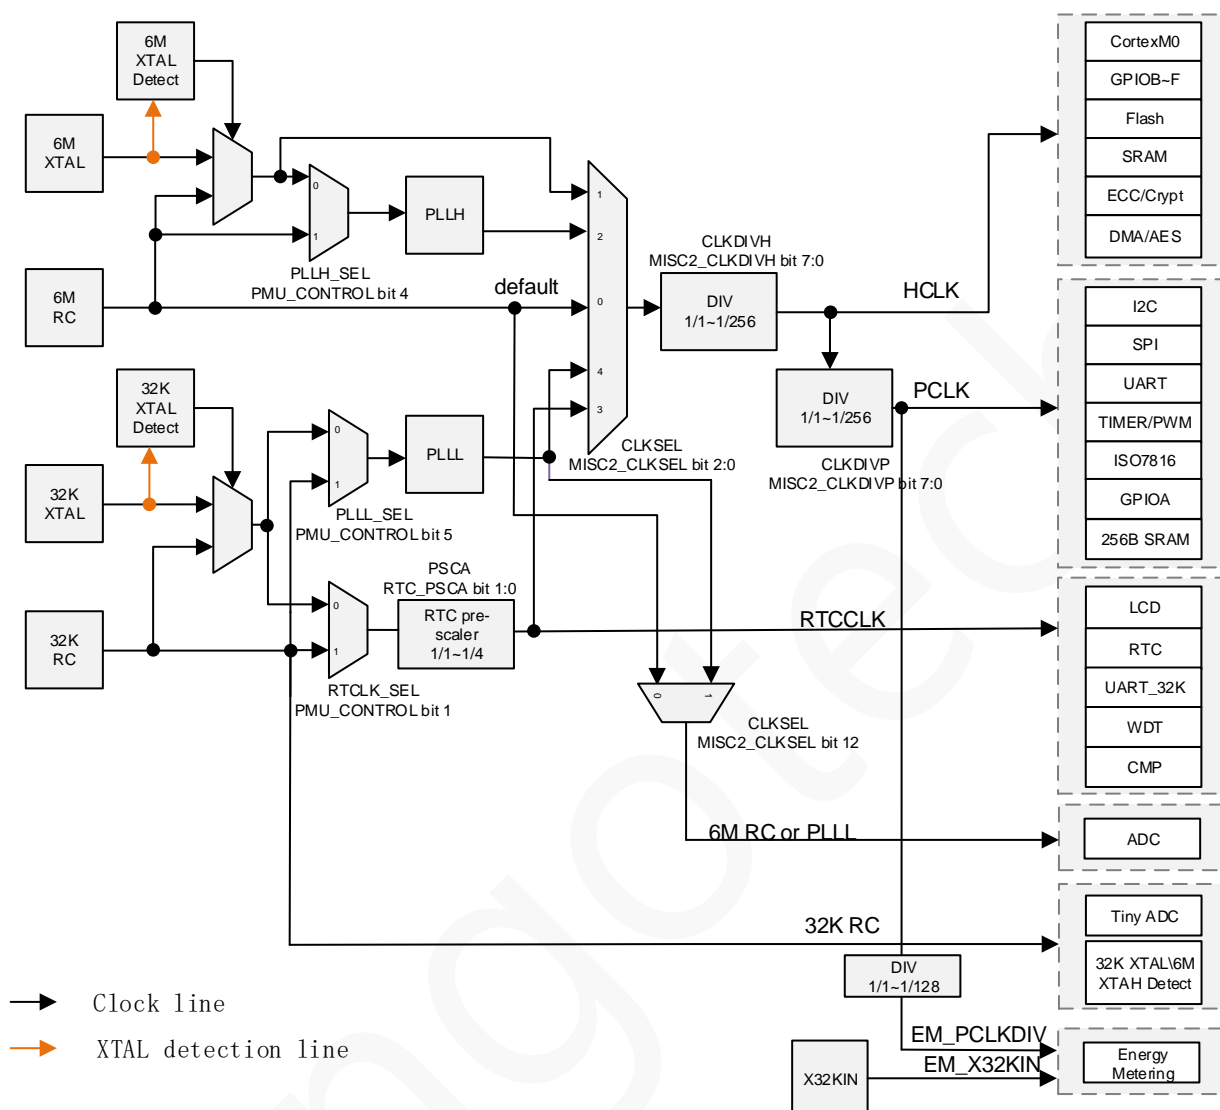 6M
XTAL
Detect
6M
XTAL
0
1
PLLH
PLLH_SEL
PMU_CONTROL bit 4
6M
RC
default
1
2
0
4
3
CLKSEL
MISC2_CLKSEL bit 2:0
CLKDIVH
MISC2_CLKDIVH bit 7:0
DIV
1/1~1/256
HCLK
DIV
1/1~1/256
CLKDIVP
MISC2_CLKDIVP bit 7:0
PCLK
32K
XTAL
Detect
32K
XTAL
0
1
PLLL
PLLL_SEL
PMU_CONTROL bit 5
32K
RC
0
1
RTCLK_SEL
PMU_CONTROL bit 1
PSCA
RTC_PSCA bit 1:0
RTC pre-
scaler
1/1~1/4
RTCCLK
0
1
CLKSEL
MISC2_CLKSEL bit 12
6M RC or PLLL
32K RC
DIV
1/1~1/128
EM_PCLKDIV
EM_X32KIN
X32KIN
CortexM0
GPIOB~F
Flash
SRAM
ECC/Crypt
DMA/AES
I2C
SPI
UART
TIMER/PWM
ISO7816
GPIOA
256B SRAM
LCD
RTC
UART_32K
WDT
CMP
ADC
Tiny ADC
32K XTAL\6M
XTAH Detect
Energy
Metering
Clock line
XTAL detection line